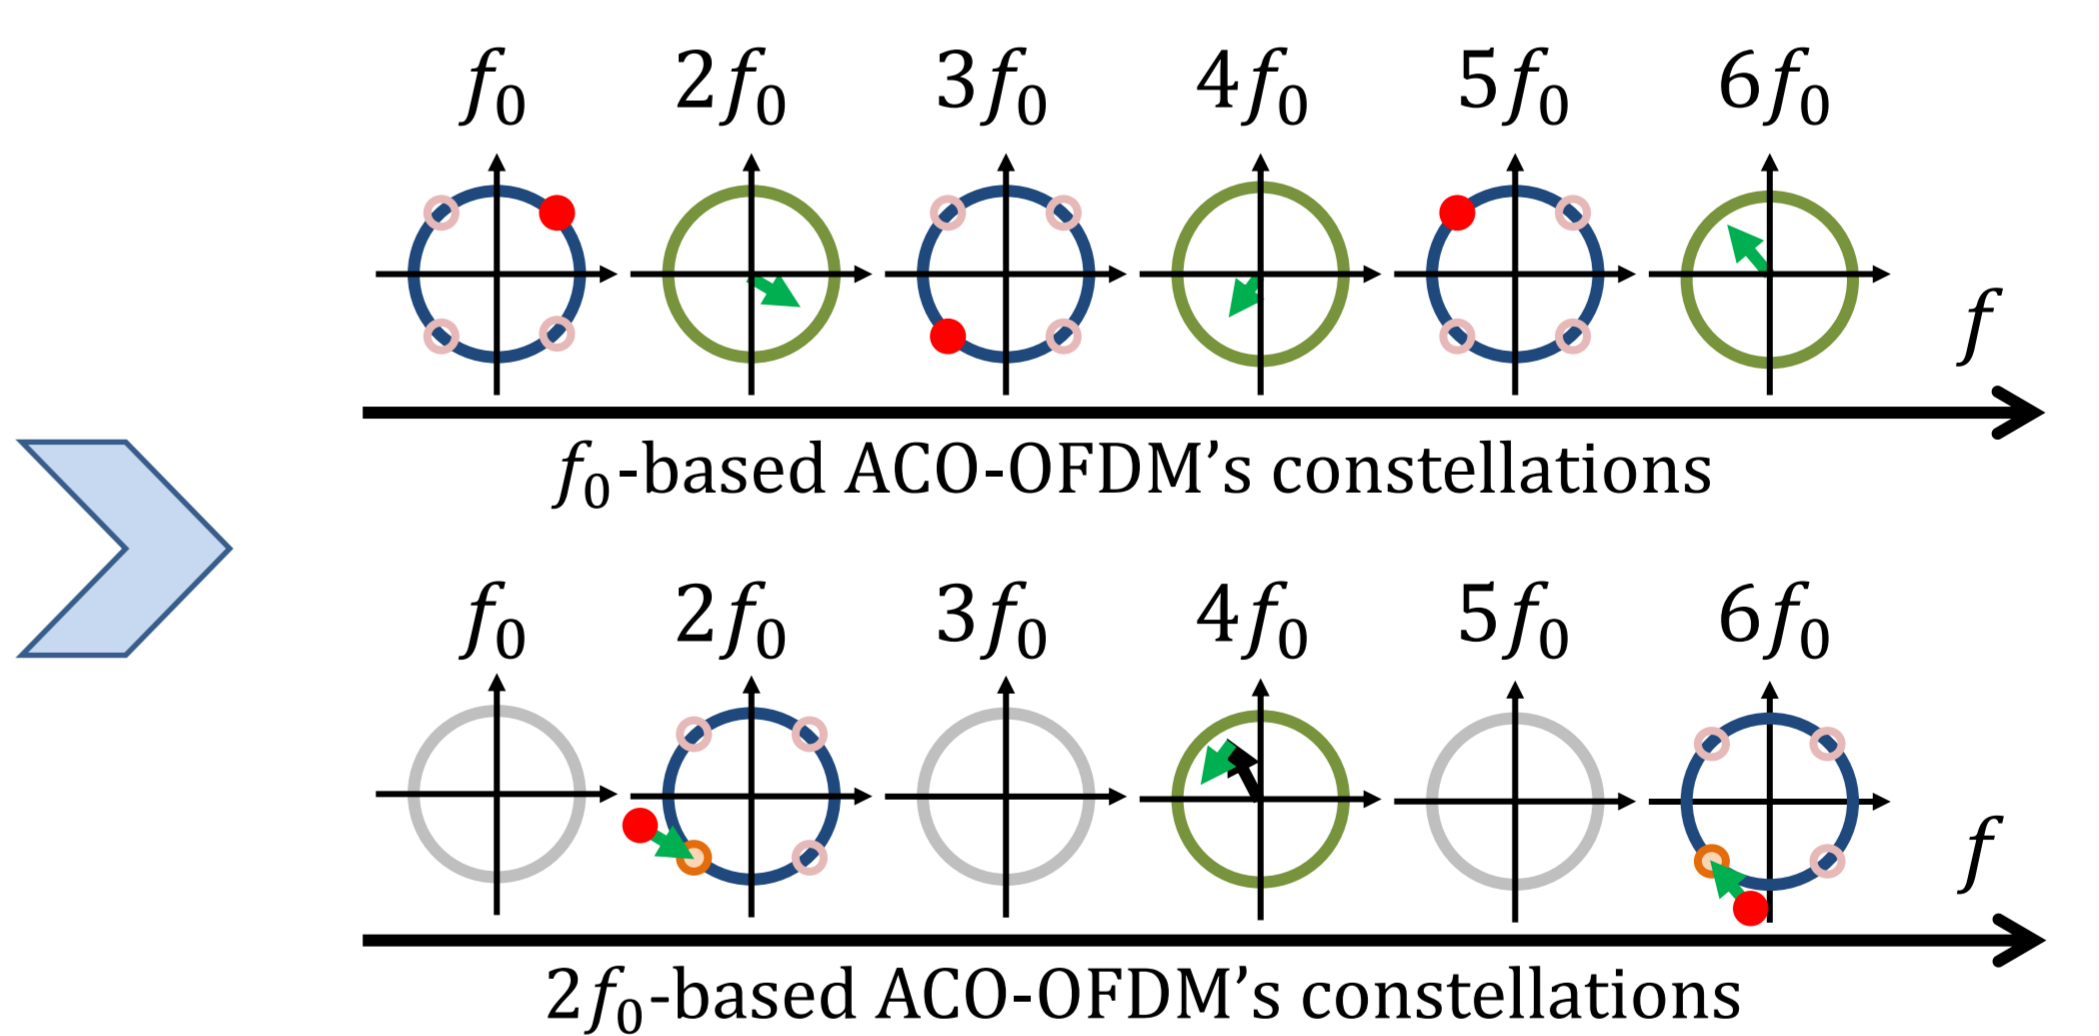 f₀ 2f₀ 3f₀ 4f₀ 5f₀ 6f₀
f
f₀-based ACO-OFDM’s constellations
f₀ 2f₀ 3f₀ 4f₀ 5f₀ 6f₀
f
2f₀-based ACO-OFDM’s constellations